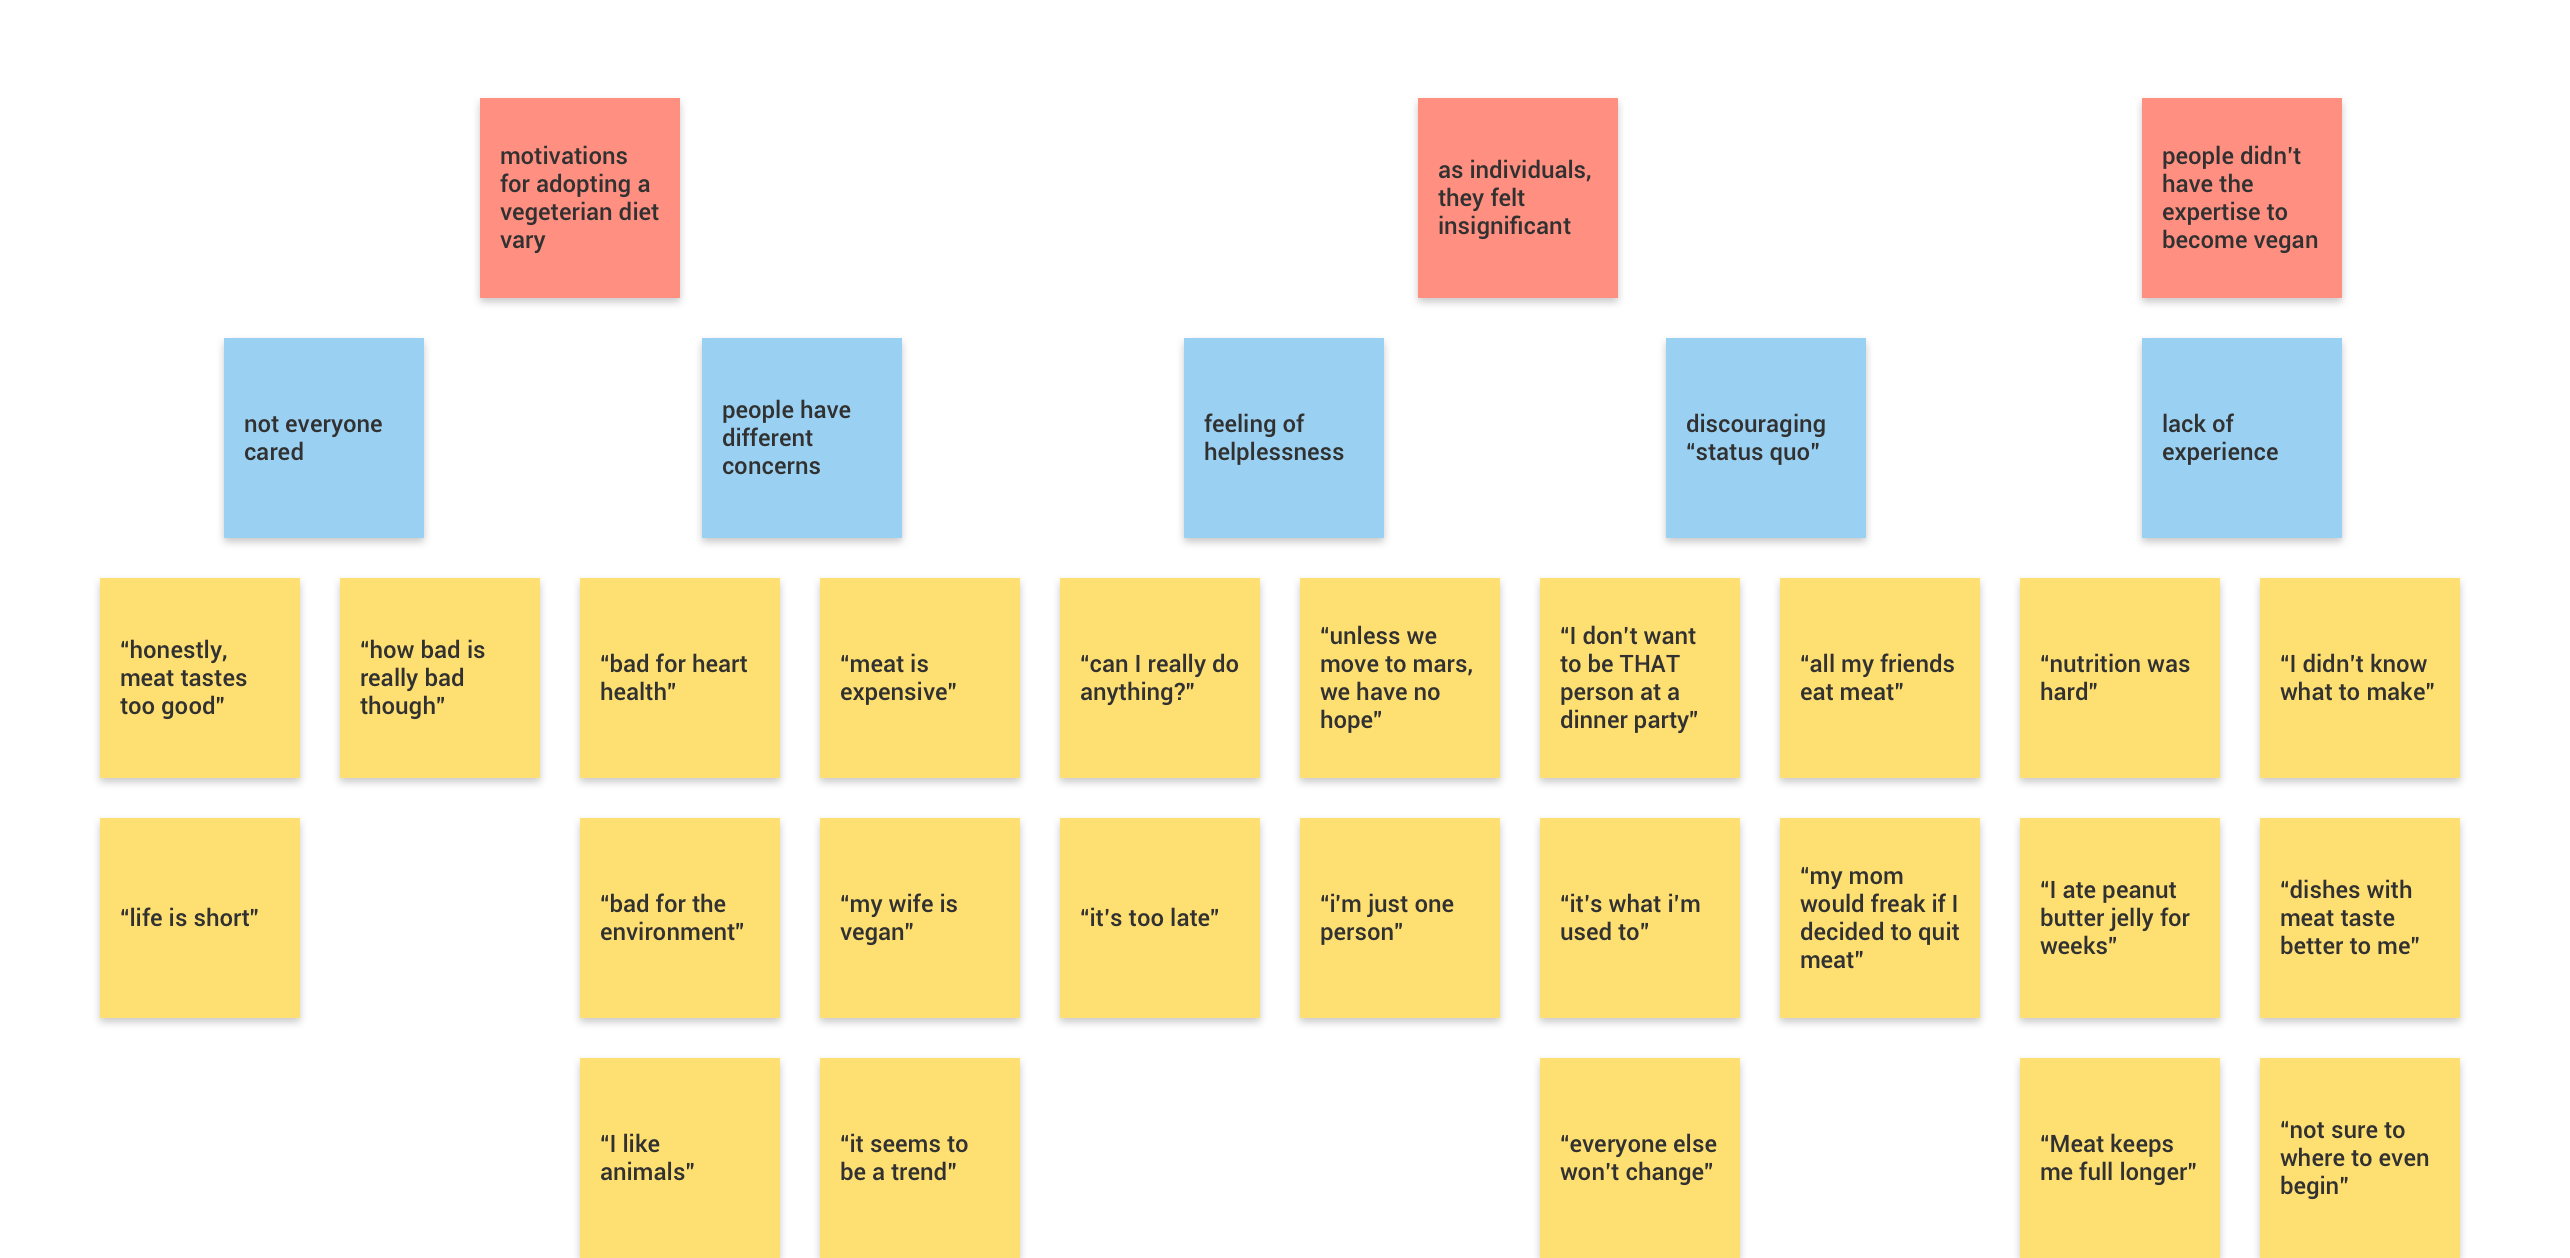 motivations
for adopting a
vegeterian diet
vary
as individuals,
they felt
insignificant
people didn't
have the
expertise to
become vegan
not everyone
cared
people have
different
concerns
feeling of
helplessness
discouraging
“status quo”
lack of
experience
“honestly,
meat tastes
too good”
“how bad is
really bad
though”
“bad for heart
health”
“meat is
expensive”
“can I really do
anything?”
“unless we
move to mars,
we have no
hope”
“I don't want
to be THAT
person at a
dinner party”
“all my friends
eat meat”
“nutrition was
hard”
“I didn't know
what to make”
“life is short”
“bad for the
environment”
“my wife is
vegan”
“it's too late”
“i'm just one
person”
“it's what i'm
used to”
“my mom
would freak if I
decided to quit
meat”
“I ate peanut
butter jelly for
weeks”
“dishes with
meat taste
better to me”
“I like
animals”
“it seems to
be a trend”
“everyone else
won't change”
“Meat keeps
me full longer”
“not sure to
where to even
begin”